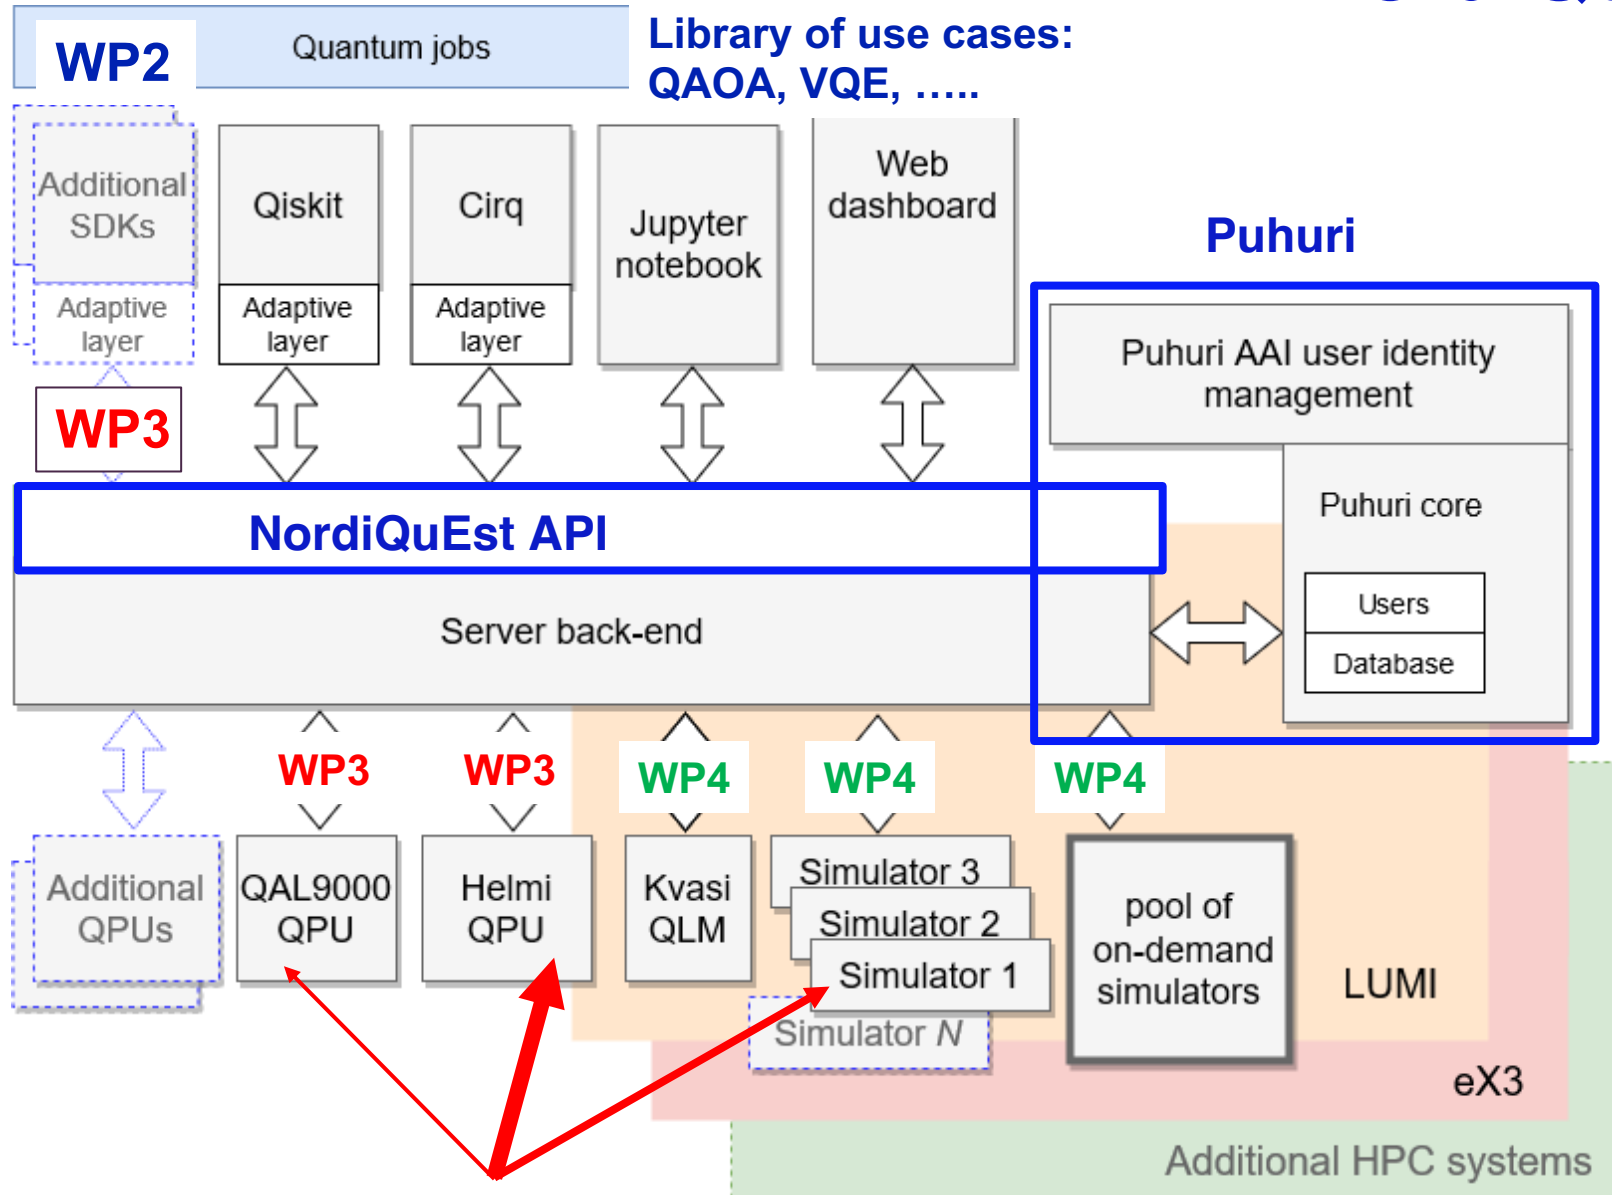 Quantum jobs
WP2
Library of use cases:
QAOA, VQE, .....
Additional
SDKs
Adaptive
layer
Qiskit
Adaptive
layer
Cirq
Adaptive
layer
Jupyter
notebook
Web
dashboard
Puhuri
Puhuri AAI user identity
management
WP3
Puhuri core
Users
Database
NordiQuEst API
Server back-end
WP3
WP3
WP4
WP4
WP4
Additional
QPUs
QAL9000
QPU
Helmi
QPU
Kvasi
QLM
Simulator 3
Simulator 2
Simulator 1
Simulator N
pool of
on-demand
simulators
LUMI
eX3
Additional HPC systems